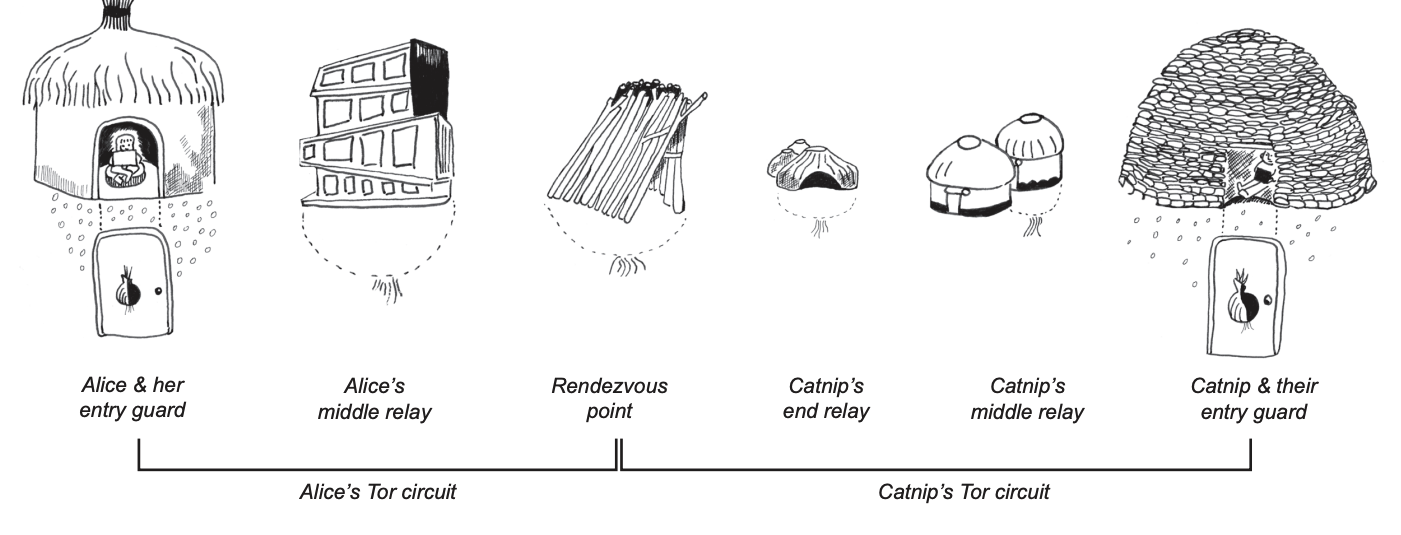 Alice & her
entry guard
Alice's
middle relay
Rendezvous
point
Catnip's
end relay
Catnip's
middle relay
Catnip & their
entry guard
Alice's Tor circuit
Catnip's Tor circuit